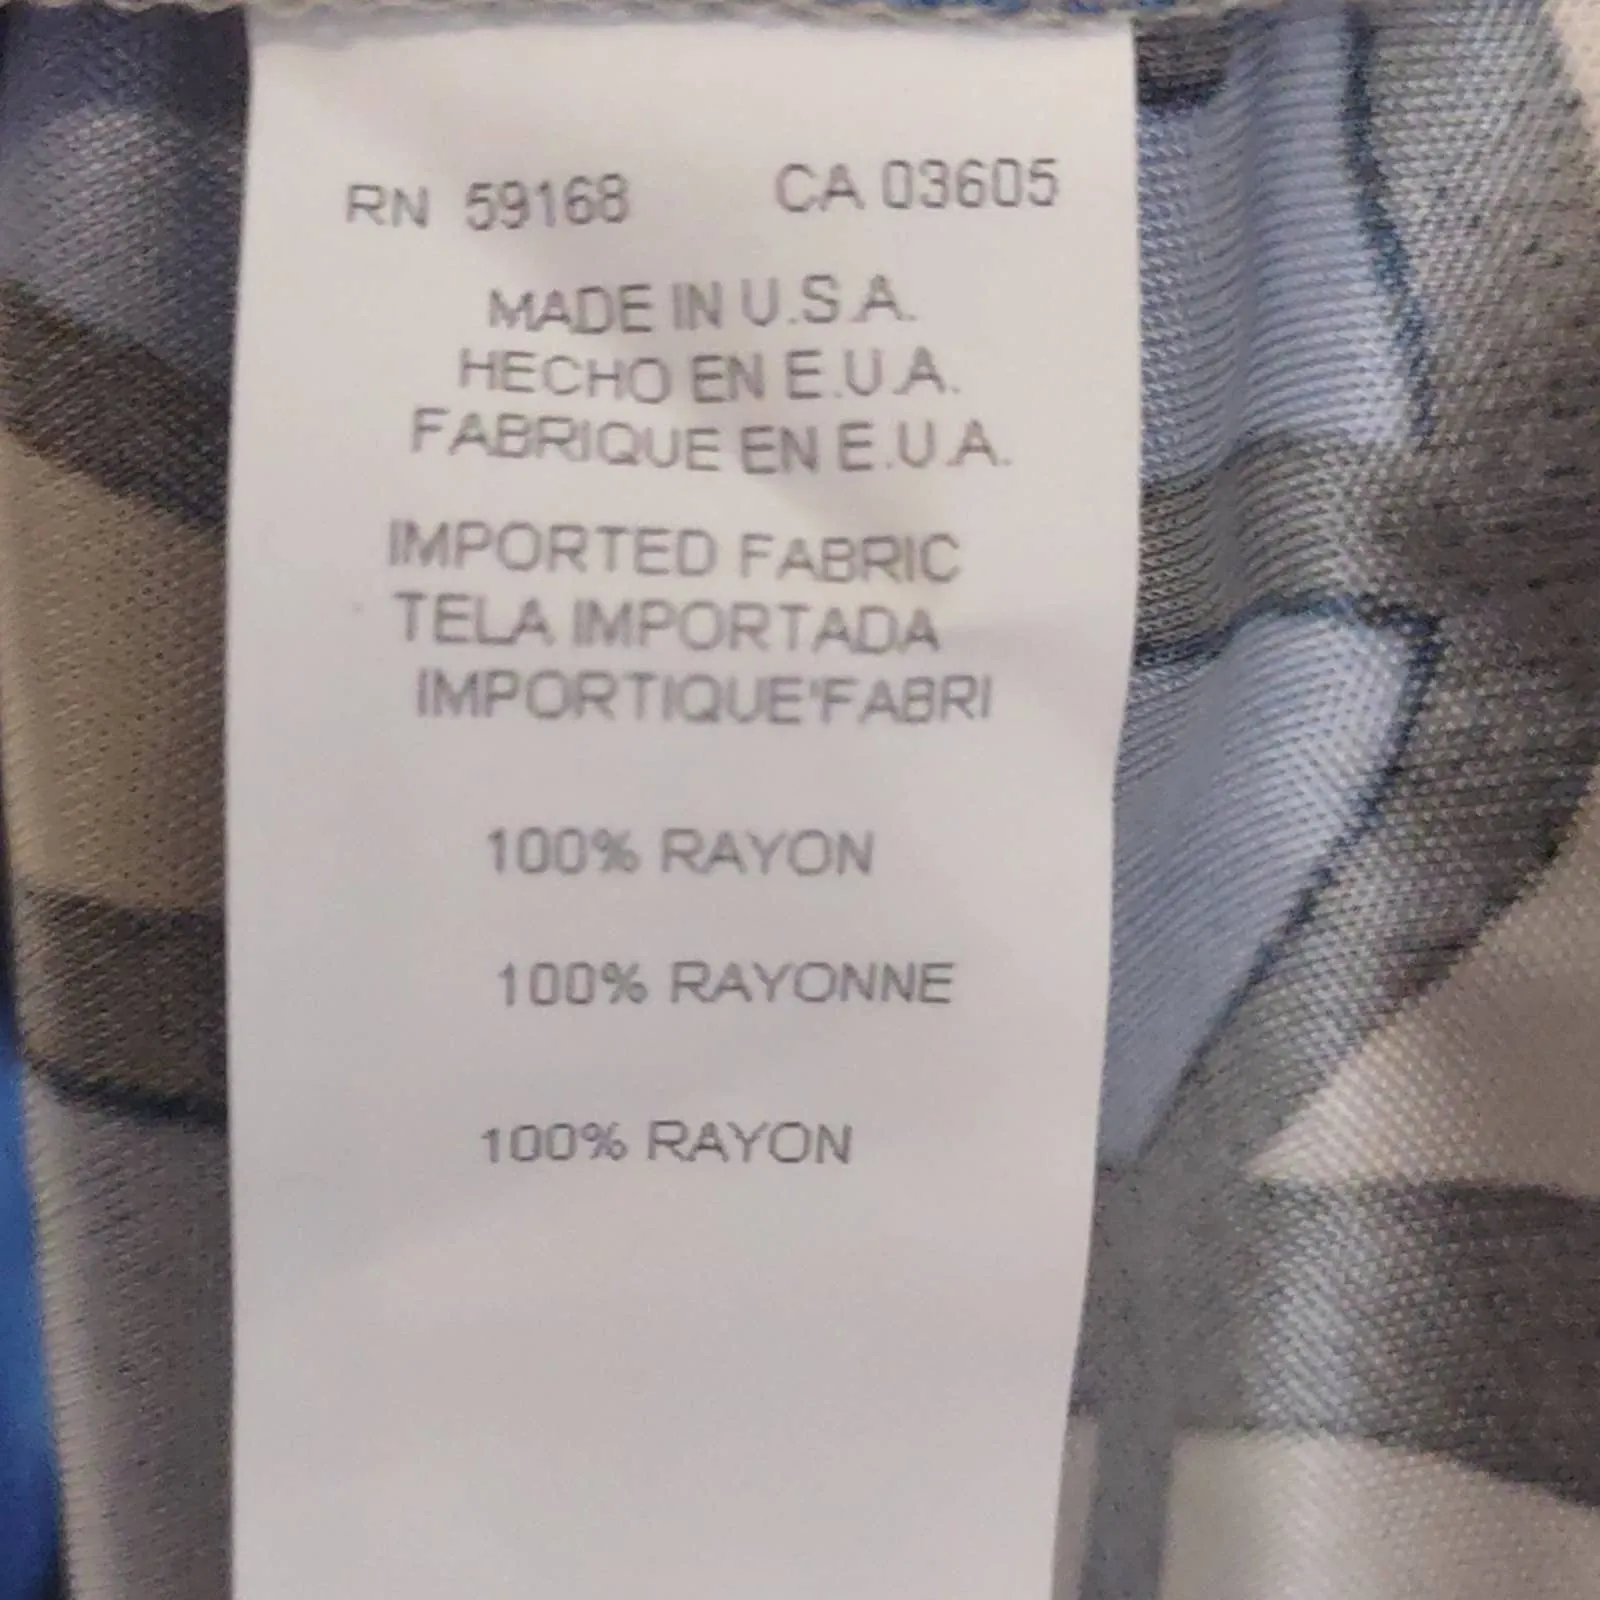 RN 59168 CA 03605
MADE IN U.S.A.
HECHO EN E.U.A.
FABRIQUE EN E.U.A.
IMPORTED FABRIC
TELA IMPORTADA
IMPORTIQUE'FABRI
100% RAYON
100% RAYONNE
100% RAYON